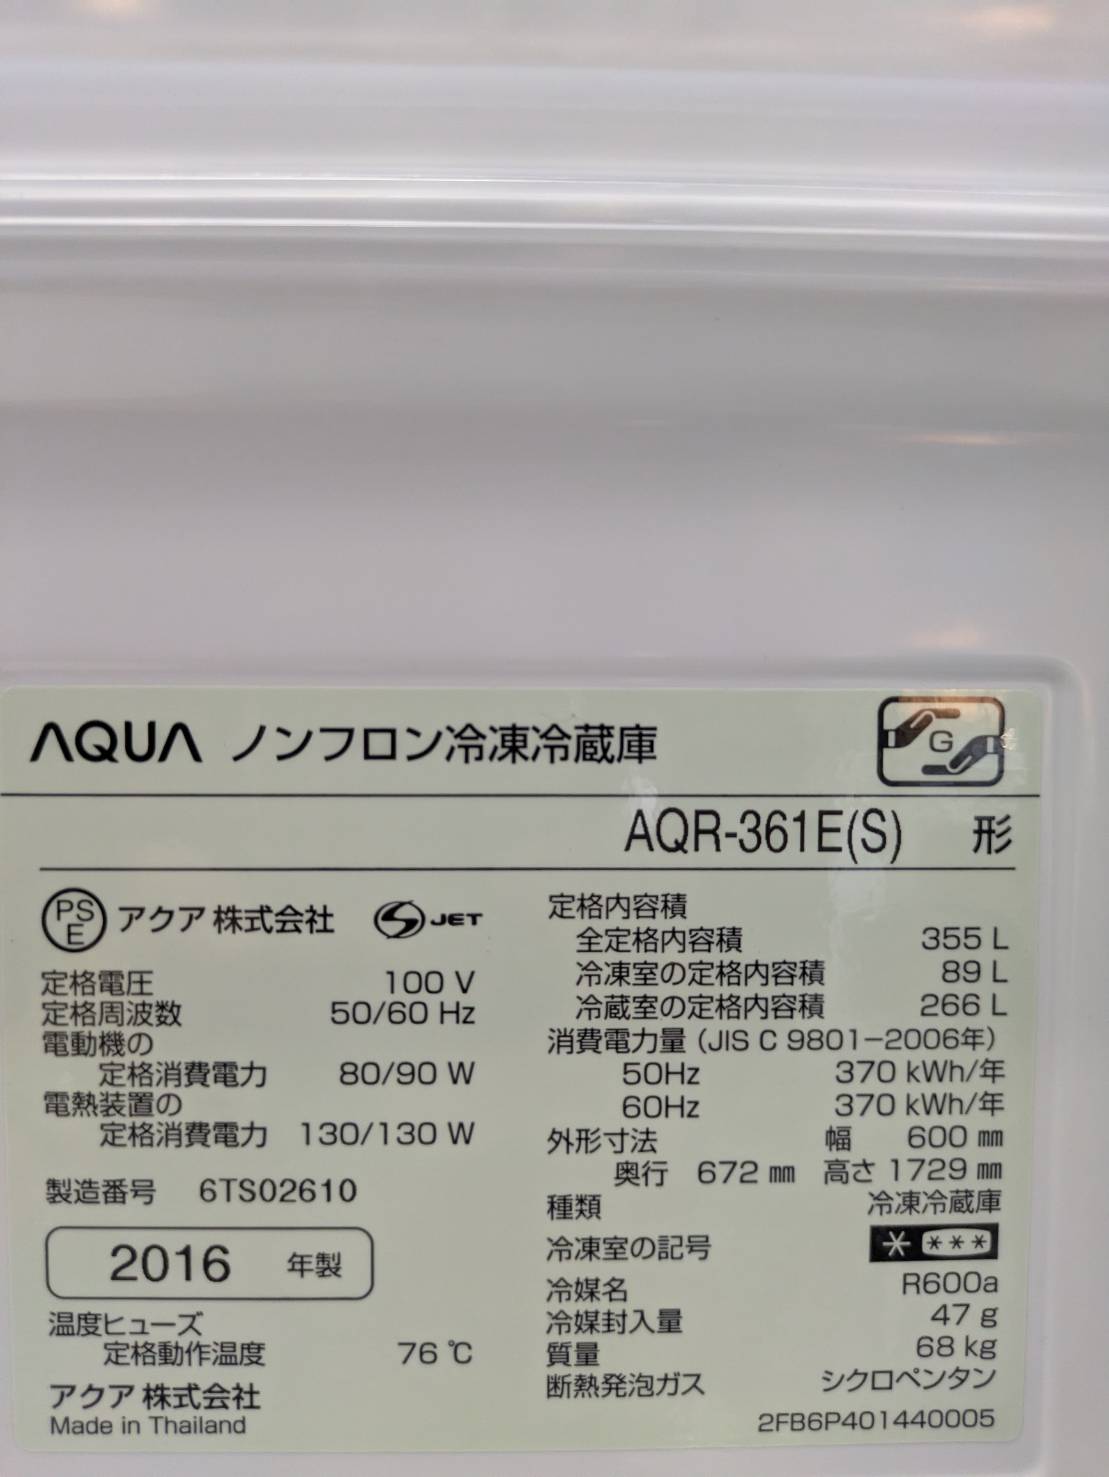 AQUA ノンフロン冷凍冷蔵庫
G
AQR-361E(S) 形
PS
E
アクア 株式会社
S JET
定格電圧 100 V
定格周波数 50/60 Hz
電動機の
定格消費電力 80/90 W
電熱装置の
定格消費電力 130/130 W
製造番号 6TS02610
2016 年製
温度ヒューズ
定格動作温度 76 ℃
アクア 株式会社
Made in Thailand
定格内容積
全定格内容積 355 L
冷凍室の定格内容積 89 L
冷蔵室の定格内容積 266 L
消費電力量（JIS C 9801−2006年）
50Hz 370 kWh/年
60Hz 370 kWh/年
外形寸法 幅 600 ㎜
奥行 672 ㎜ 高さ 1729 ㎜
種類 冷凍冷蔵庫
冷凍室の記号 * ***
冷媒名 R600a
冷媒封入量 47 g
質量 68 kg
断熱発泡ガス シクロペンタン
2FB6P401440005